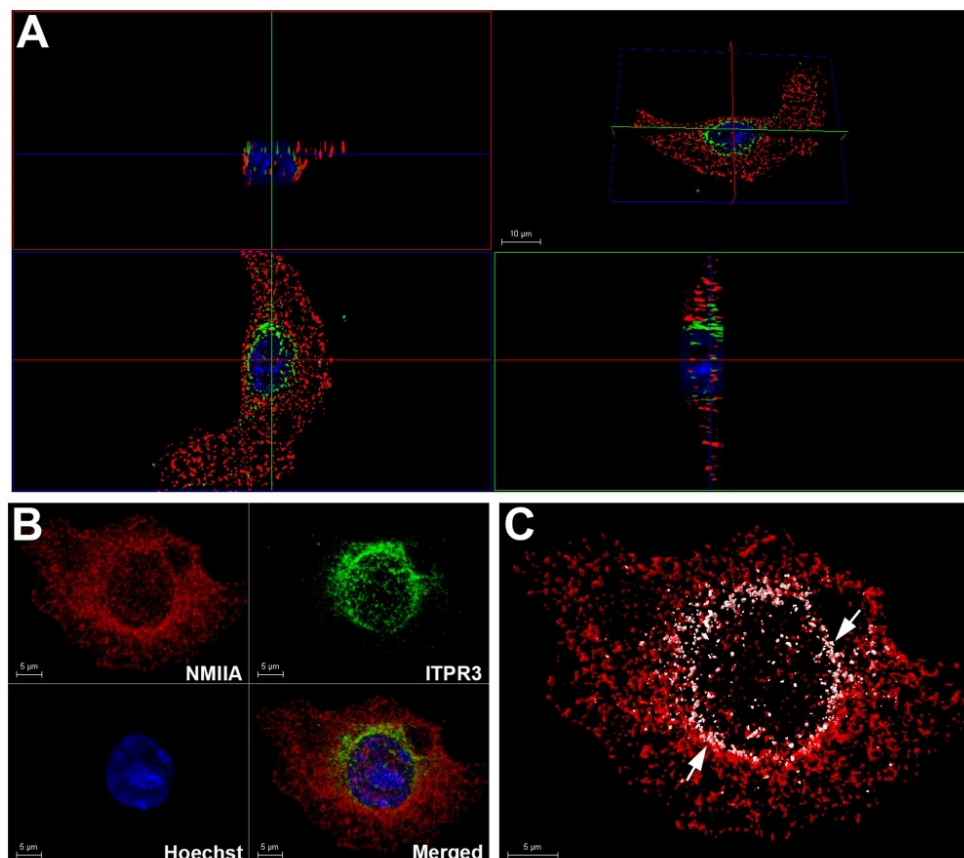 A
10 µm
B
5 µm
NMIIA
5 µm
ITPR3
5 µm
Hoechst
5 µm
Merged
C
5 µm